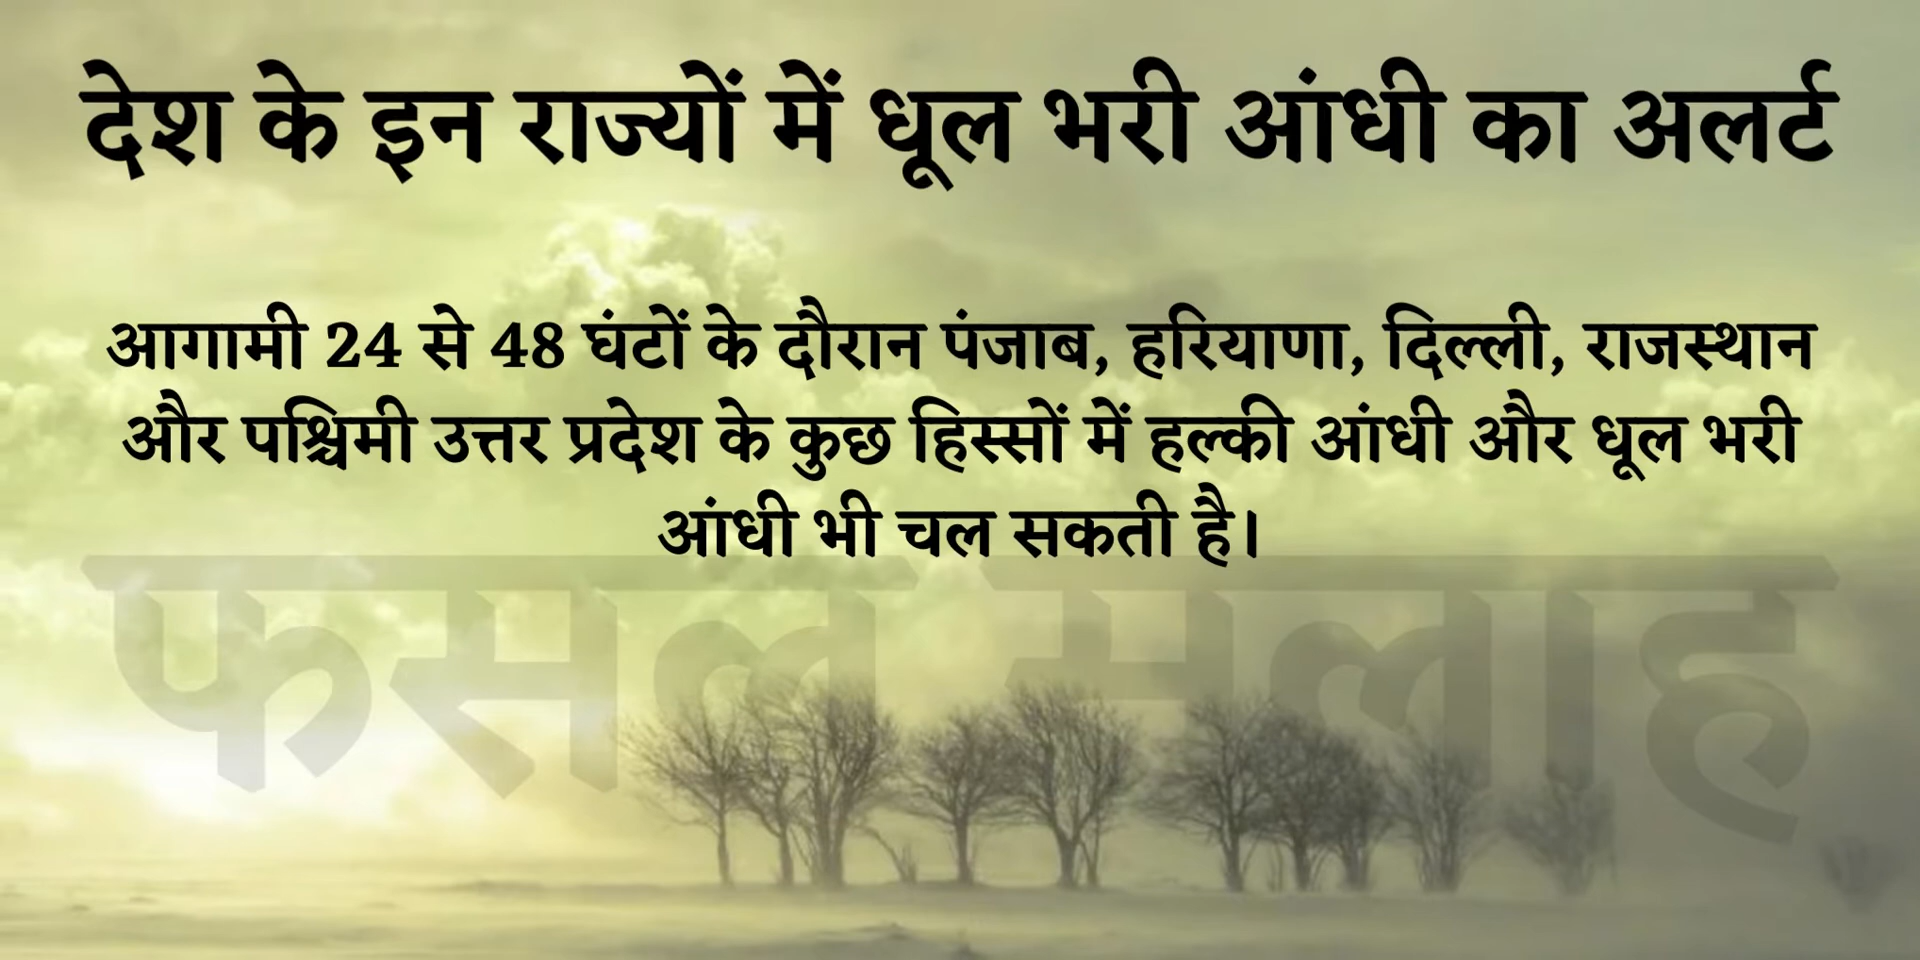 देश के इन राज्यों में धूल भरी आंधी का अलर्ट
आगामी 24 से 48 घंटों के दौरान पंजाब, हरियाणा, दिल्ली, राजस्थान
और पश्चिमी उत्तर प्रदेश के कुछ हिस्सों में हल्की आंधी और धूल भरी
आंधी भी चल सकती है।
फसल सलाह